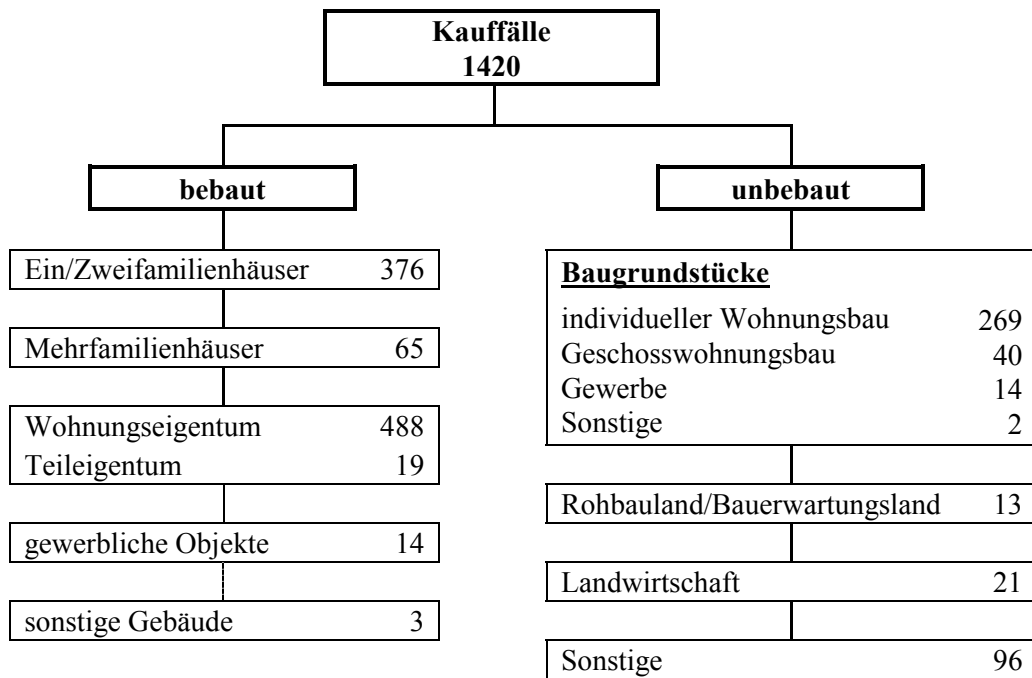 Kauffälle
1420
bebaut
Ein/Zweifamilienhäuser 376
Mehrfamilienhäuser 65
Wohnungseigentum 488
Teileigentum 19
gewerbliche Objekte 14
sonstige Gebäude 3
unbebaut
Baugrundstücke
individueller Wohnungsbau 269
Geschosswohnungsbau 40
Gewerbe 14
Sonstige 2
Rohbauland/Bauerwartungsland 13
Landwirtschaft 21
Sonstige 96